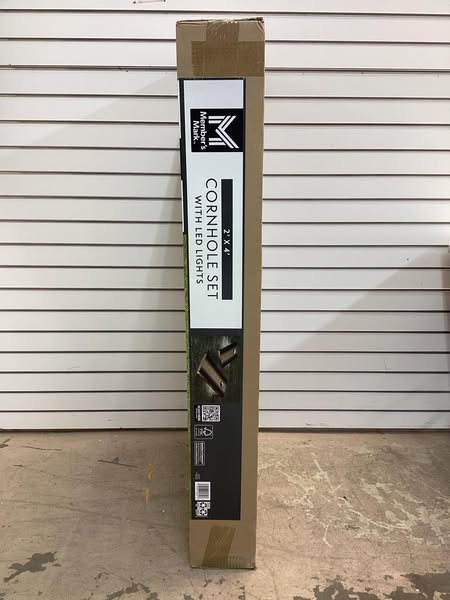 Member's
Mark.
2' X 4'
CORNHOLE SET
WITH LED LIGHTS